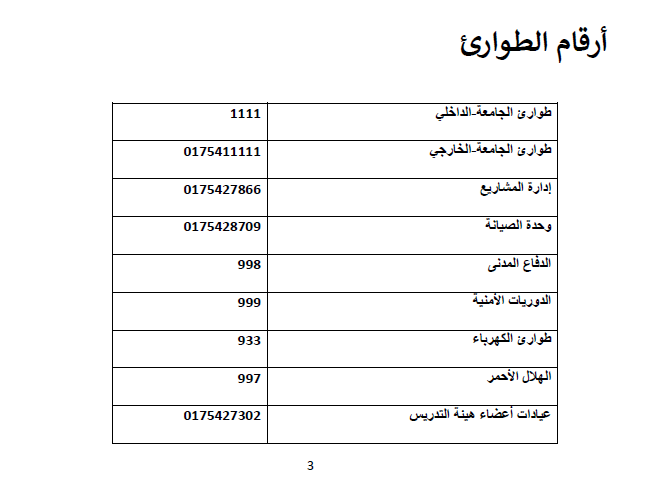 أرقام الطوارئ
طوارئ الجامعة-الداخلي 1111
طوارئ الجامعة-الخارجي 0175411111
إدارة المشاريع 0175427866
وحدة الصيانة 0175428709
الدفاع المدنى 998
الدوريات الأمنية 999
طوارئ الكهرباء 933
الهلال الأحمر 997
عيادات أعضاء هيئة التدريس 0175427302
3